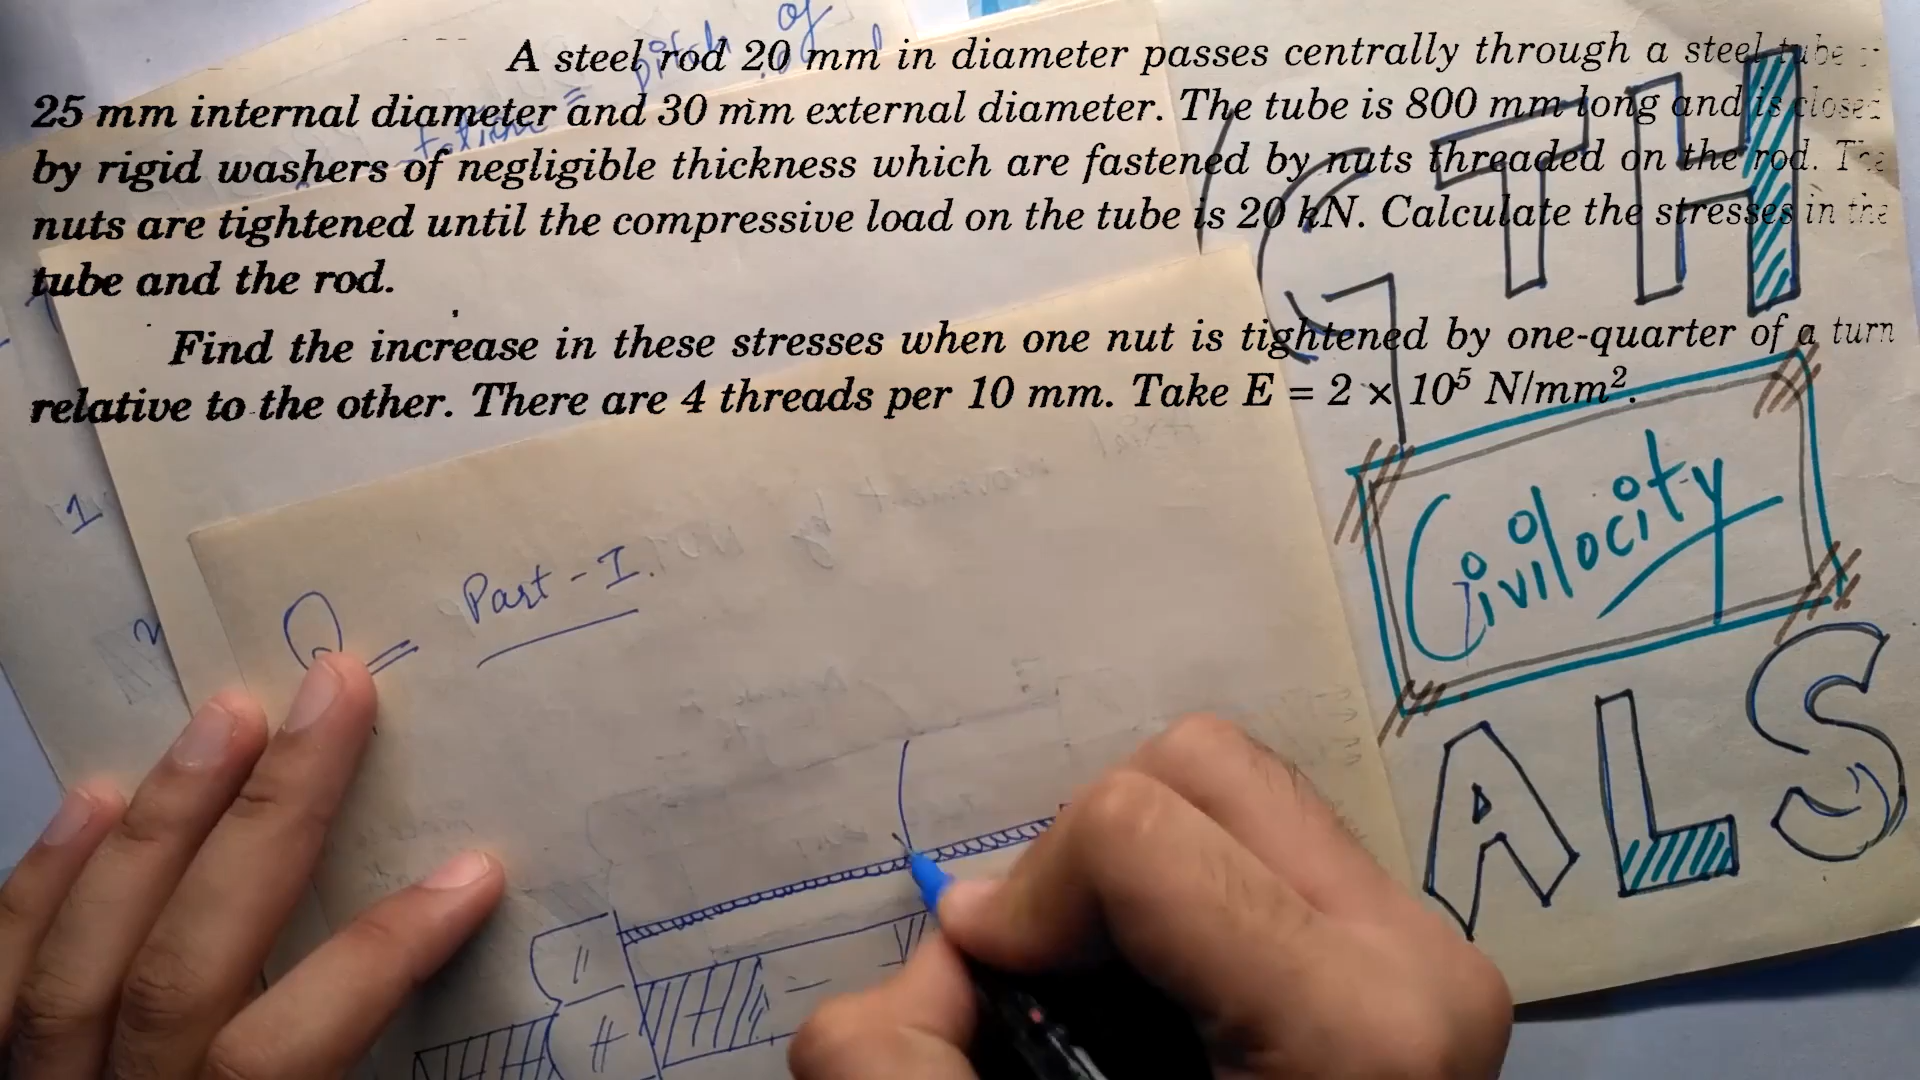 A steel rod 20 mm in diameter passes centrally through a steel tube
25 mm internal diameter and 30 mm external diameter. The tube is 800 mm long and is closed
by rigid washers of negligible thickness which are fastened by nuts threaded on the rod. The
nuts are tightened until the compressive load on the tube is 20 kN. Calculate the stresses in the
tube and the rod.
Find the increase in these stresses when one nut is tightened by one-quarter of a turn
relative to the other. There are 4 threads per 10 mm. Take E = 2 × 10⁵ N/mm².
pitch of
GTH
Civilocity
ALS
1
2
Q
Part - I.